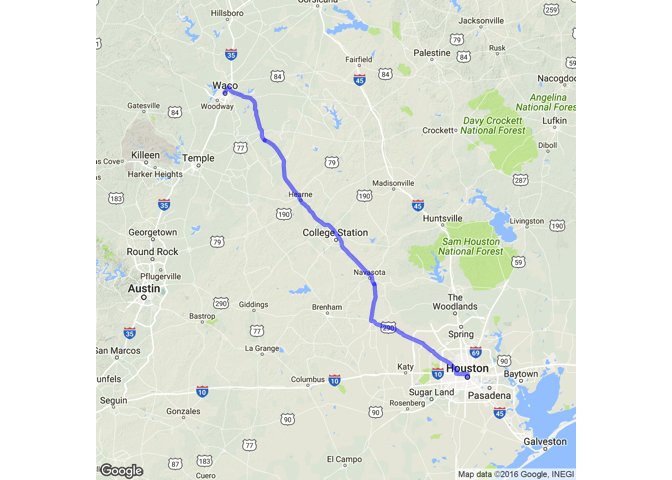 Corsicana
Hillsboro
Jacksonville
79
35
Palestine
Rusk
84
Fairfield
84
45
84
Waco
Nacogdoches
Woodway
Gatesville
84
Angelina
National Forest
Davy Crockett
National Forest
Lufkin
Crockett
Killeen
77
Diboll
Temple
79
Harker Heights
287
Madisonville
183
Hearne
190
35
190
45
Huntsville
Livingston
Georgetown
79
College Station
190
Round Rock
Sam Houston
National Forest
59
Pflugerville
Navasota
Austin
290
Giddings
Brenham
The
Woodlands
Bastrop
290
77
Spring
35
San Marcos
La Grange
69
90
Katy
10
Houston
Columbus
10
Baytown
10
Sugar Land
Pasadena
Seguin
Rosenberg
Gonzales
90
45
90
77
Galveston
El Campo
87
183
Cuero
Google
Map data ©2016 Google, INEGI